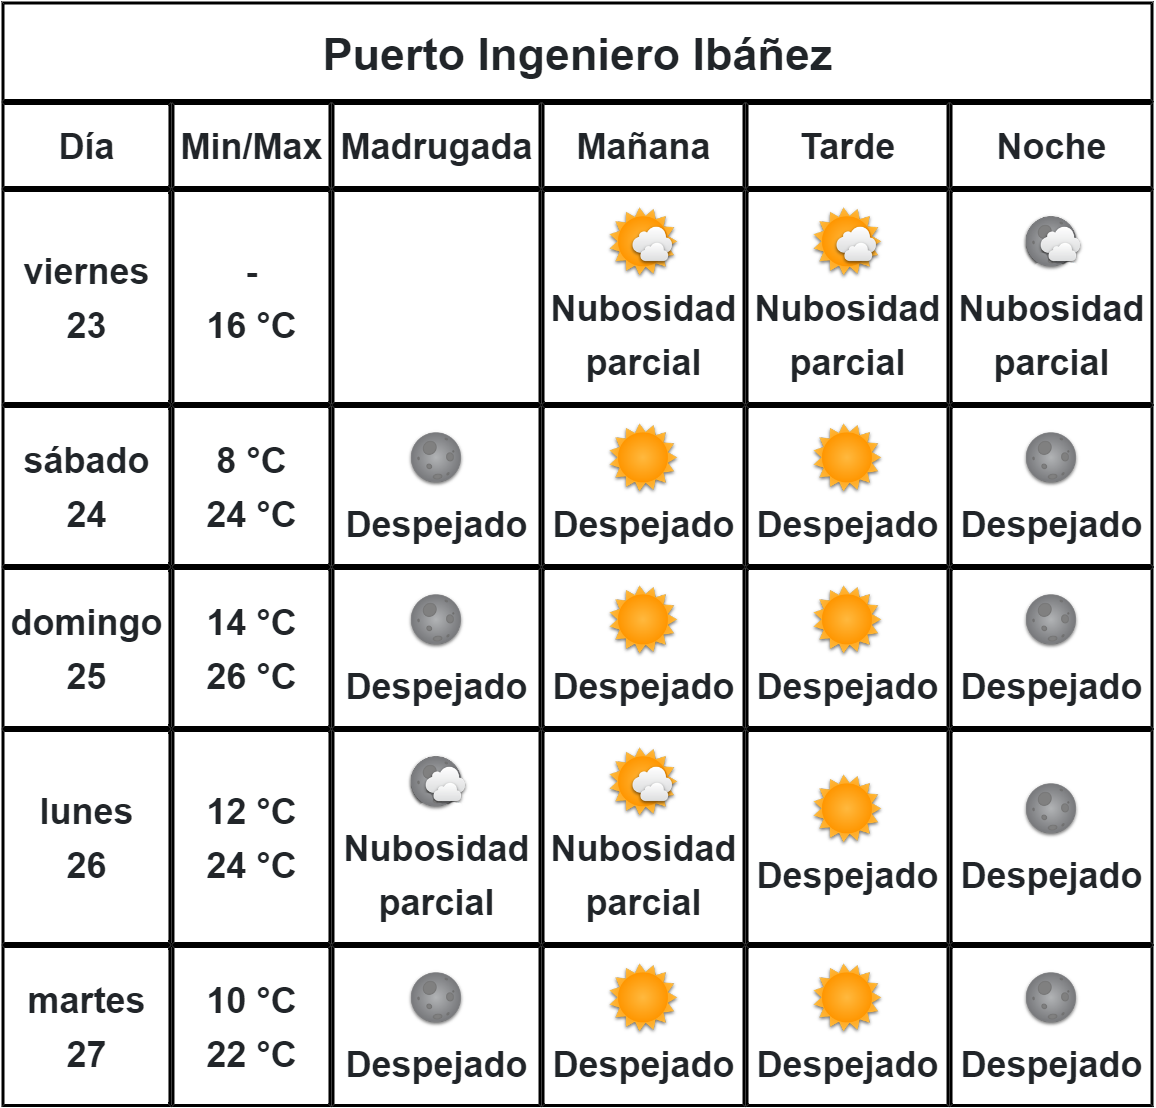 Puerto Ingeniero Ibáñez
Día Min/Max Madrugada Mañana Tarde Noche
viernes
23
-
16 °C
Nubosidad
parcial
Nubosidad
parcial
Nubosidad
parcial
sábado
24
8 °C
24 °C
Despejado
Despejado
Despejado
Despejado
domingo
25
14 °C
26 °C
Despejado
Despejado
Despejado
Despejado
lunes
26
12 °C
24 °C
Nubosidad
parcial
Nubosidad
parcial
Despejado
Despejado
martes
27
10 °C
22 °C
Despejado
Despejado
Despejado
Despejado